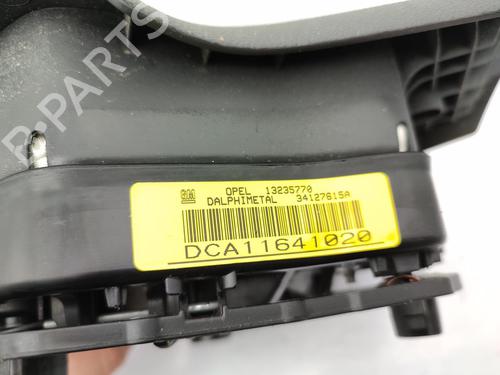 GM OPEL 13235770
DALPHIMETAL 34127615A
DCA11641020
B-PARTS